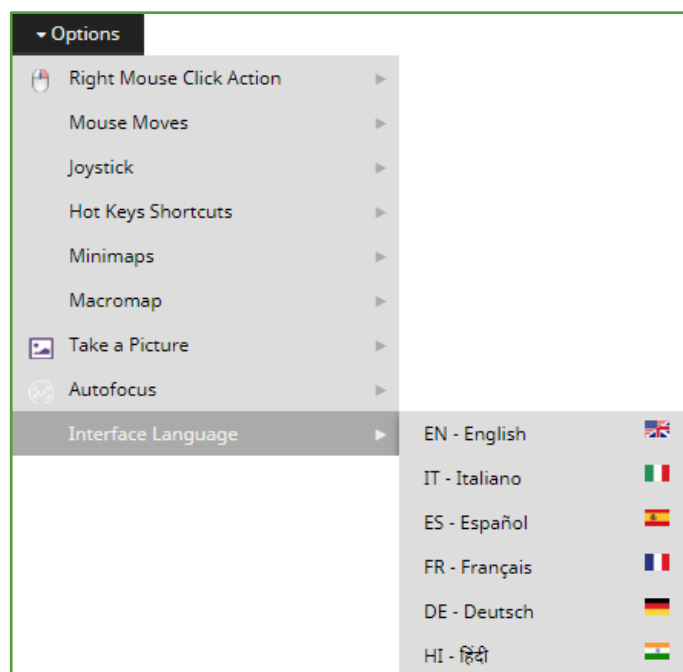 Options
Right Mouse Click Action
Mouse Moves
Joystick
Hot Keys Shortcuts
Minimaps
Macromap
Take a Picture
Autofocus
Interface Language
EN - English
IT - Italiano
ES - Español
FR - Français
DE - Deutsch
HI - हिंदी